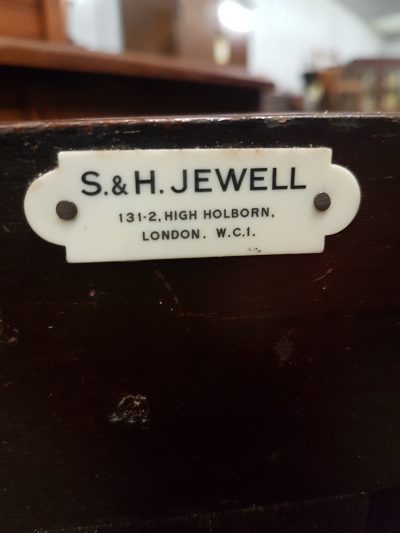 S. & H. JEWELL
131-2, HIGH HOLBORN,
LONDON. W.C.1.